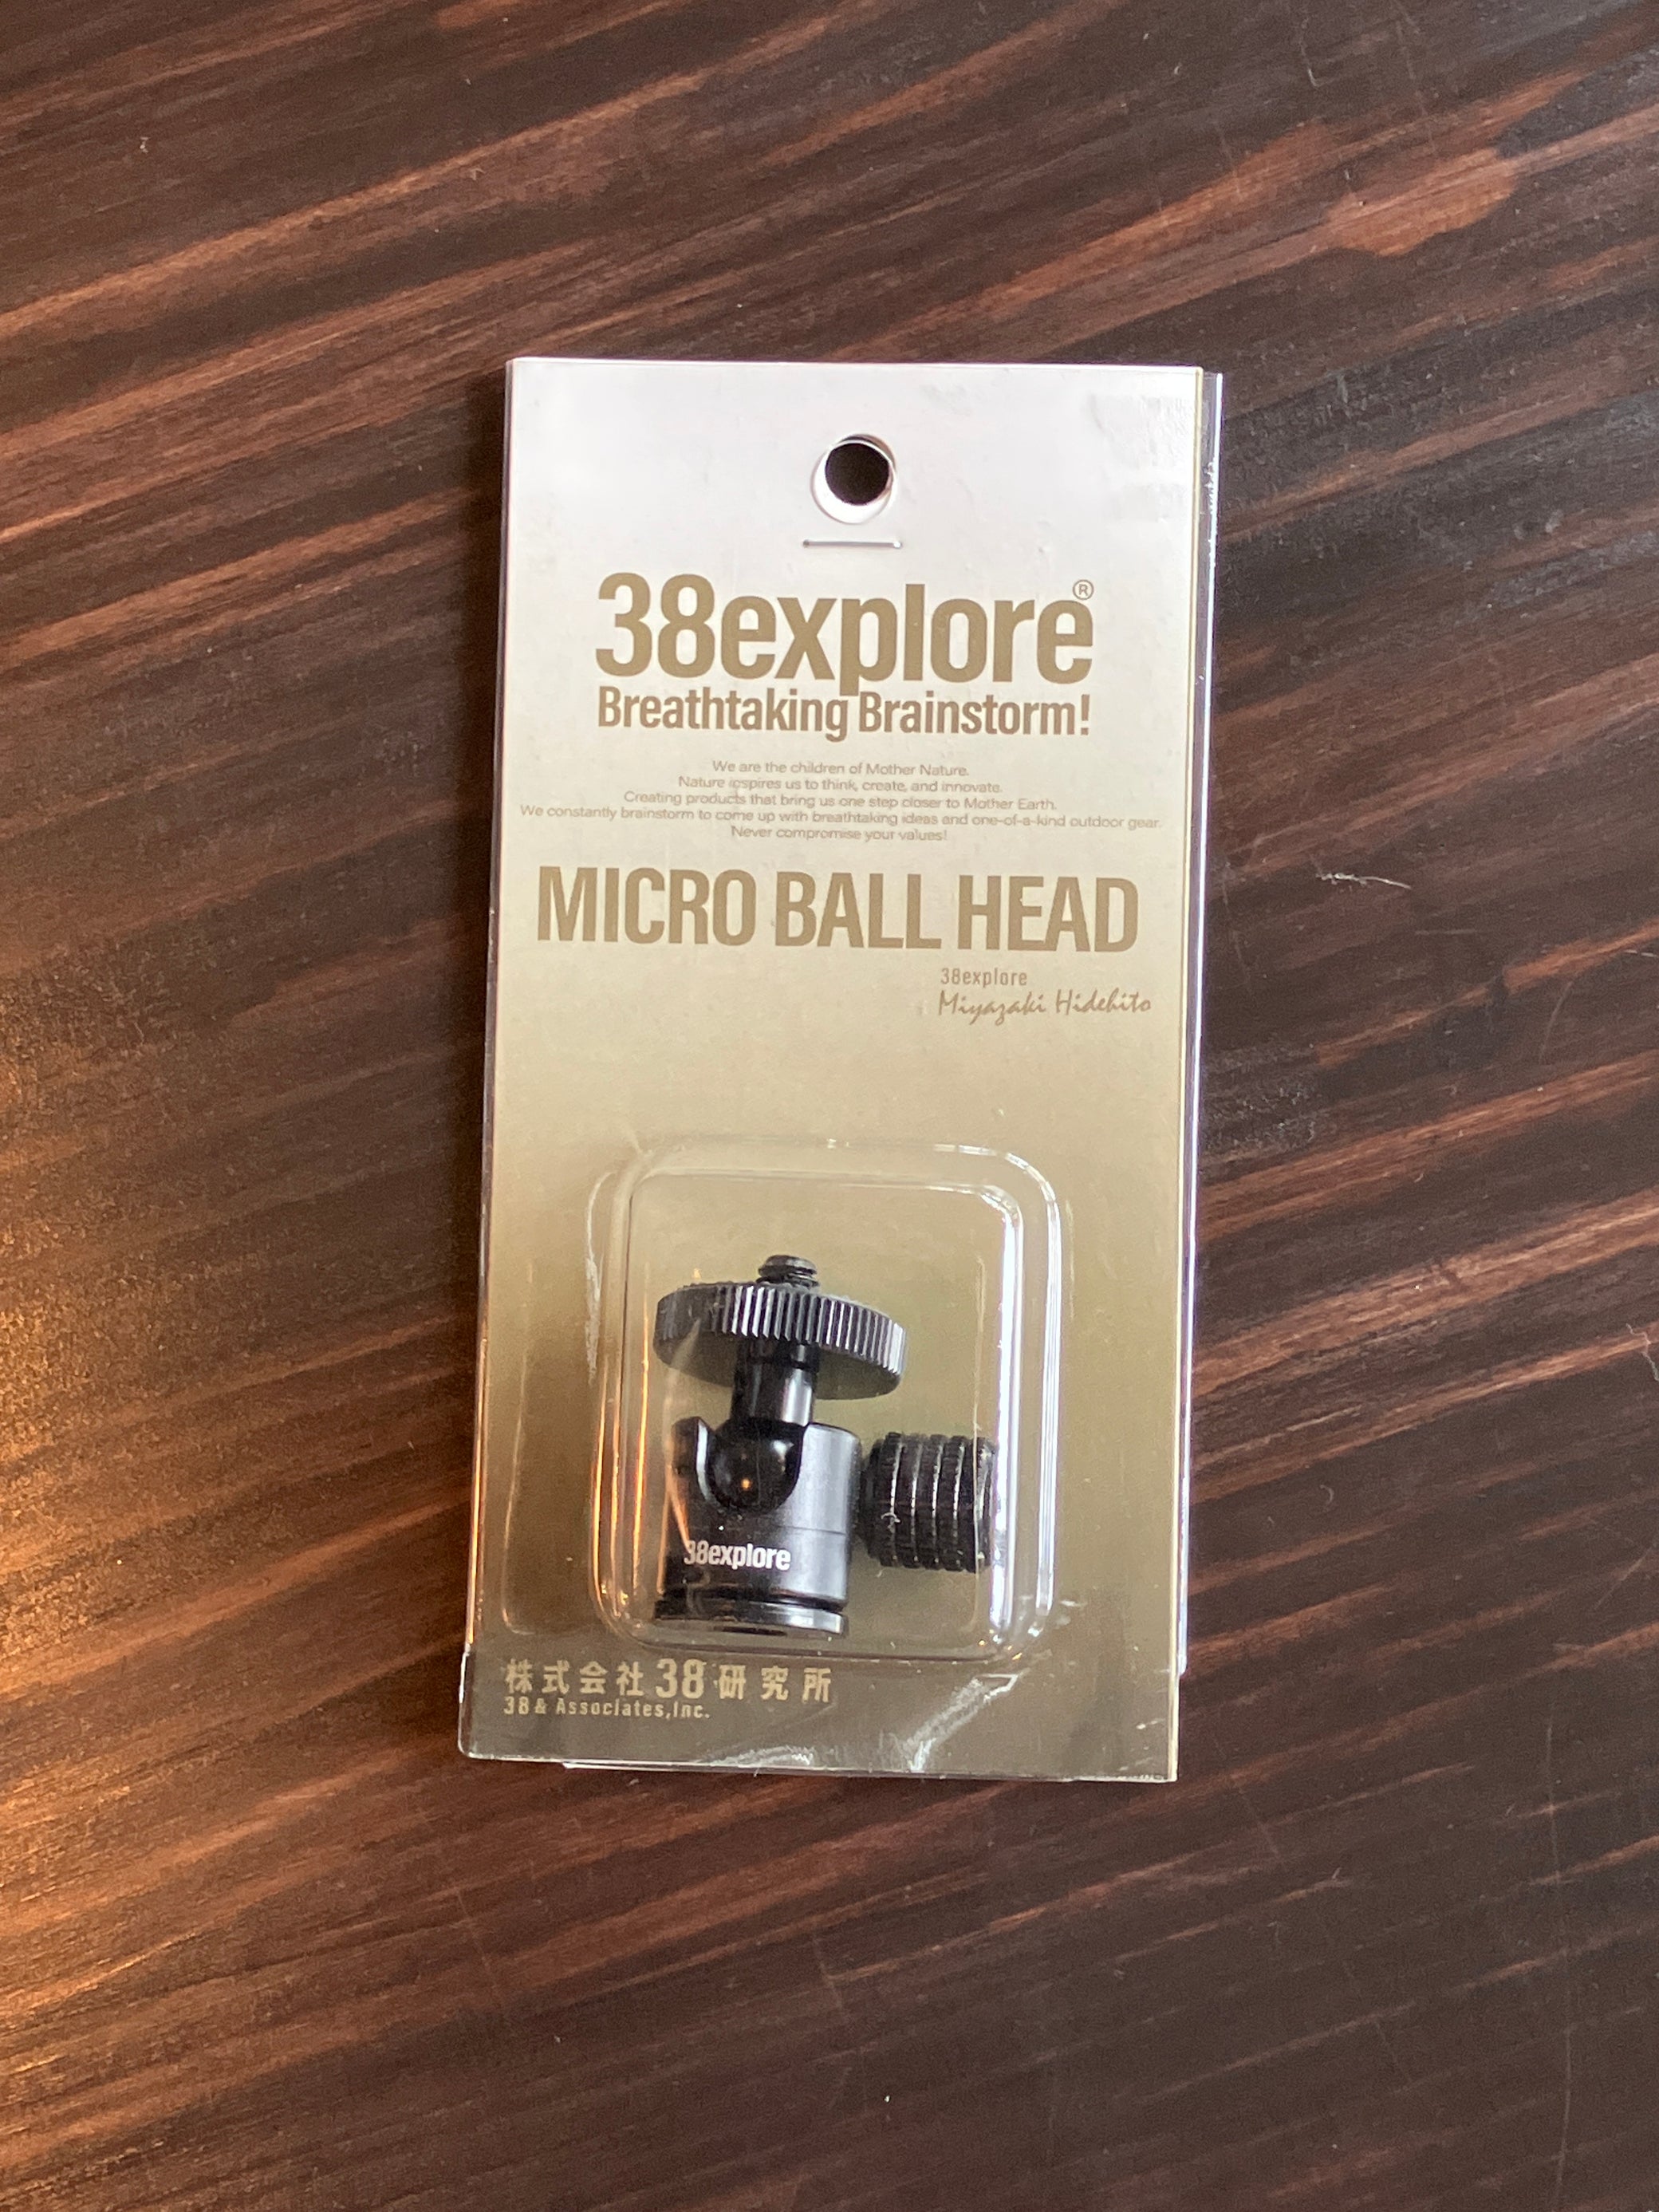 38explore®
Breathtaking Brainstorm!
We are the children of Mother Nature.
Nature inspires us to think, create, and innovate.
Creating products that bring us one step closer to Mother Earth.
We constantly brainstorm to come up with breathtaking ideas and one-of-a-kind outdoor gear.
Never compromise your values!
MICRO BALL HEAD
38explore
Miyazaki Hidehito
38explore
株式会社38研究所
38 & Associates,Inc.